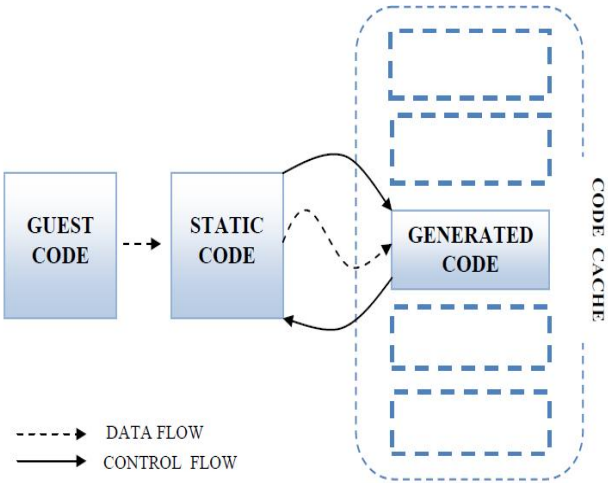 GUEST
CODE
STATIC
CODE
GENERATED
CODE
CODE CACHE
DATA FLOW
CONTROL FLOW